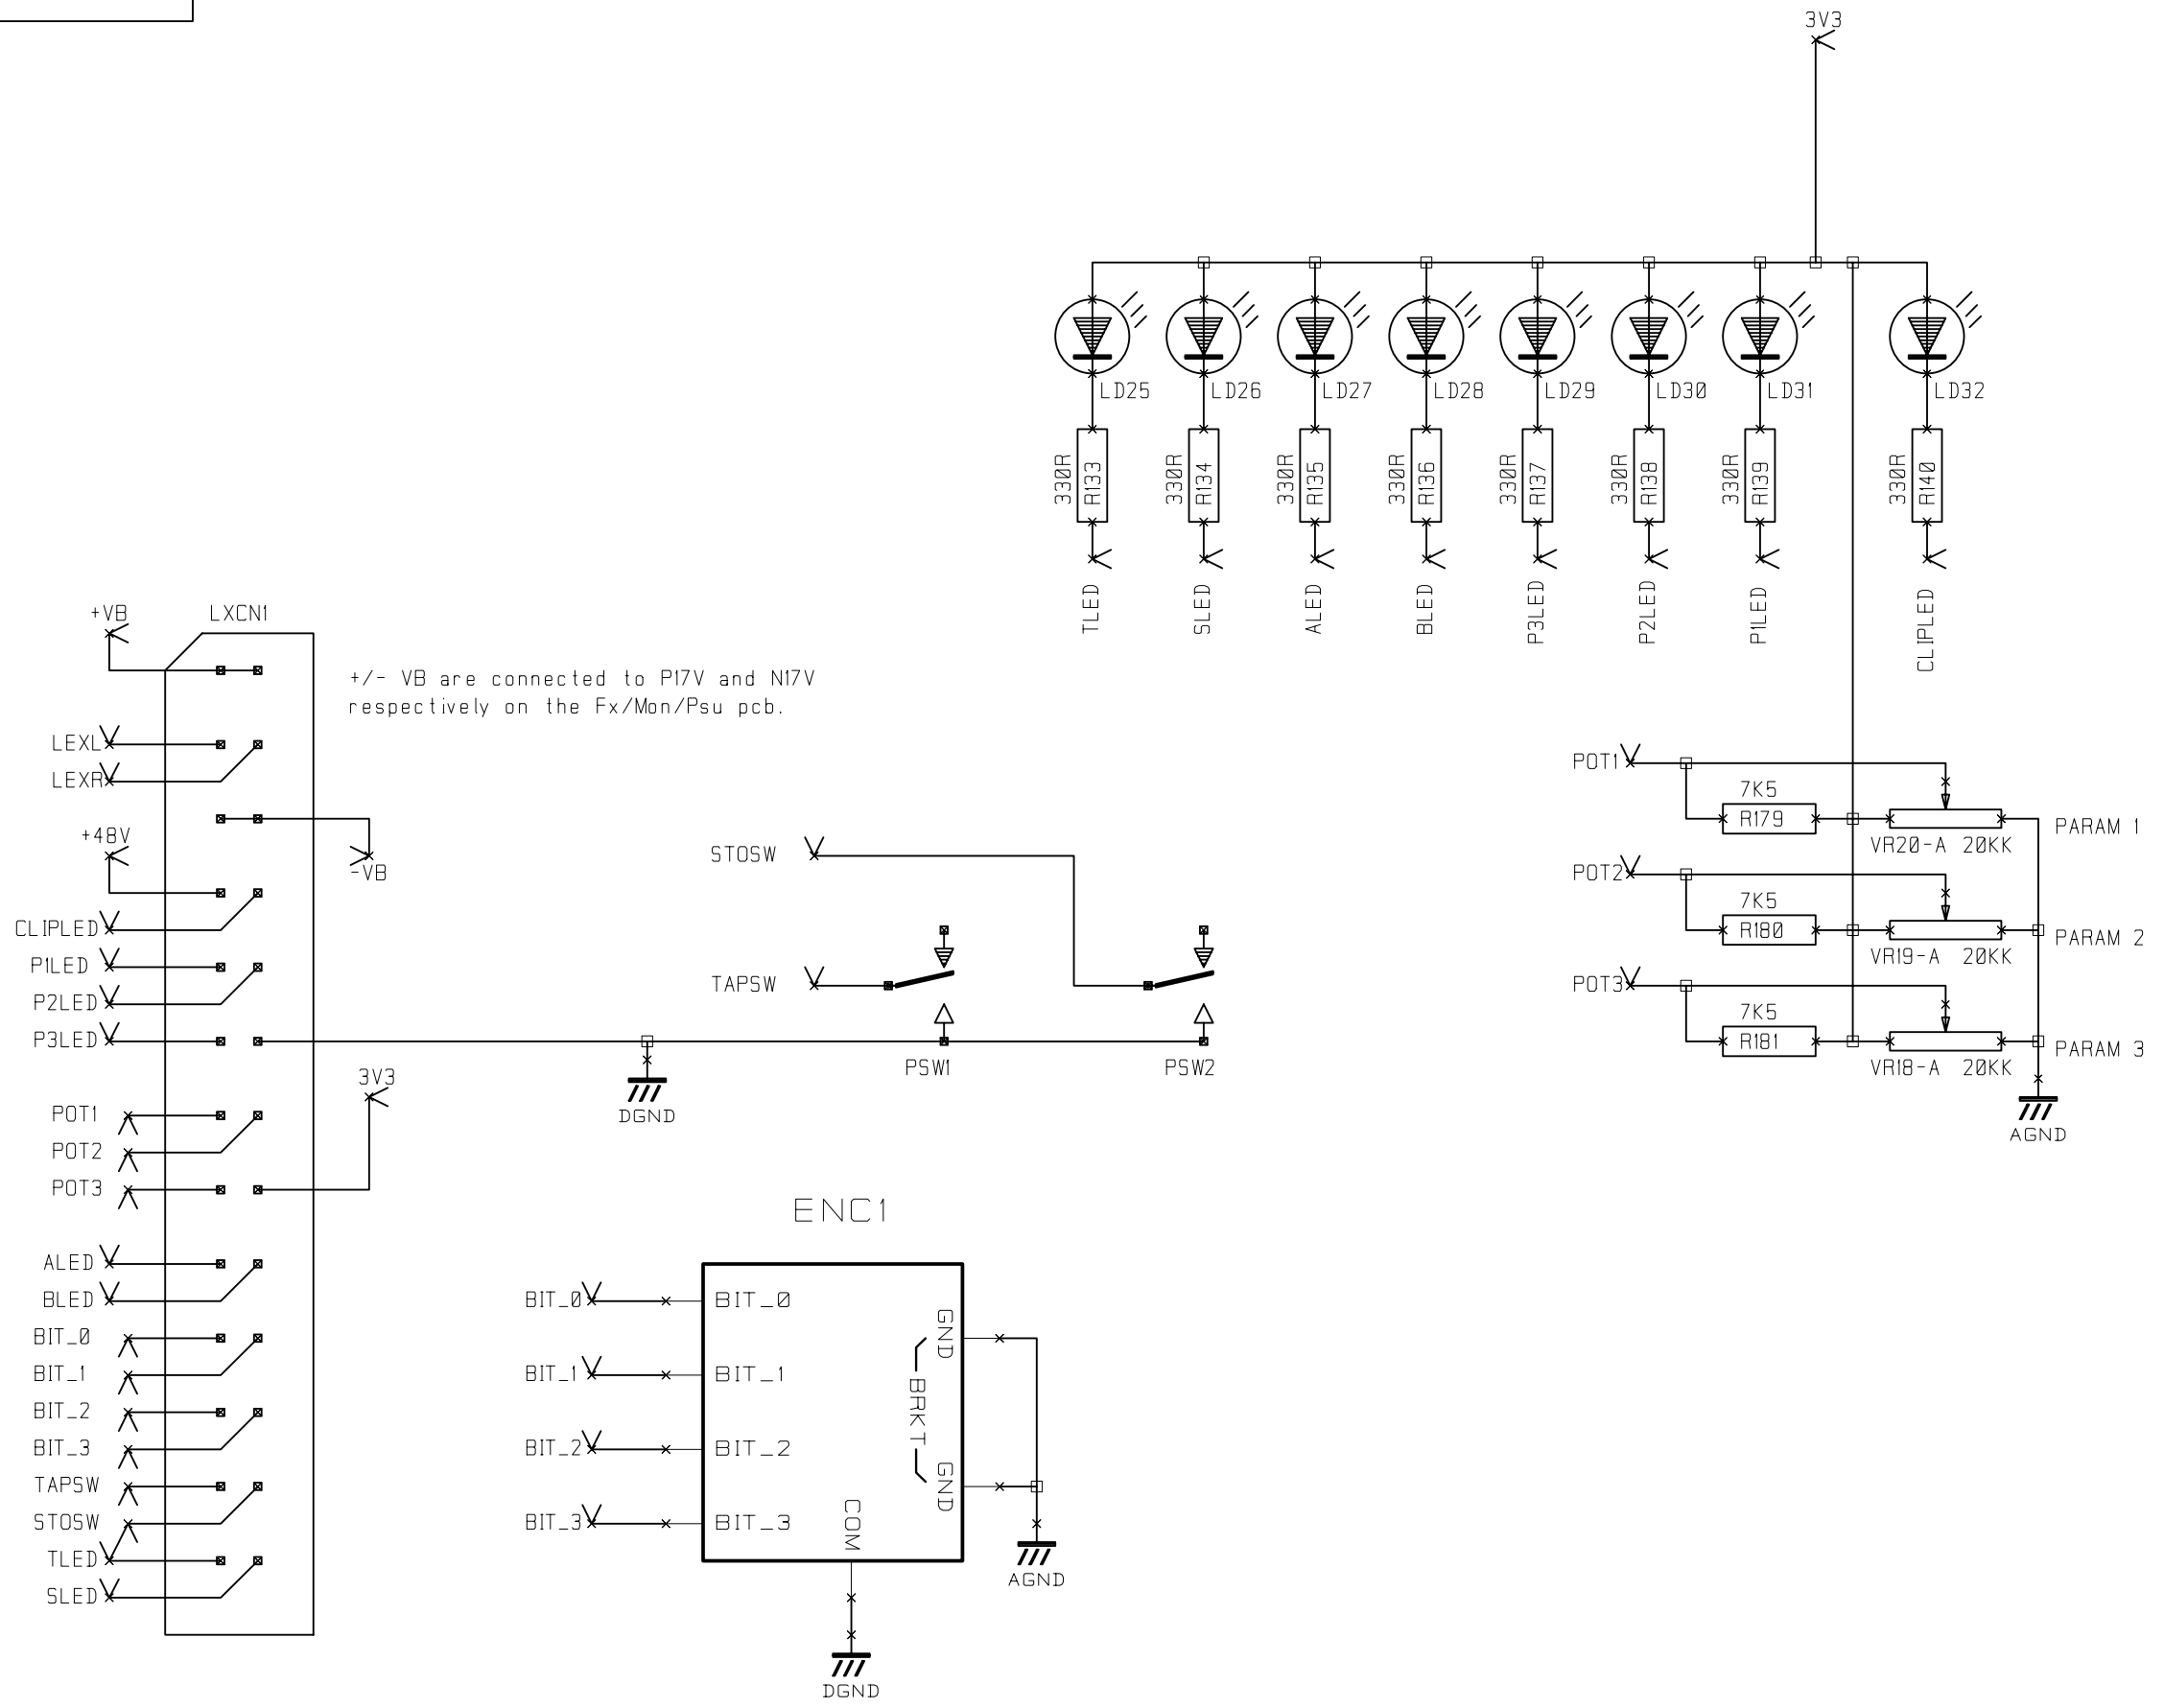 3V3
LD25
LD26
LD27
LD28
LD29
LD30
LD31
LD32
330R
R133
330R
R134
330R
R135
330R
R136
330R
R137
330R
R138
330R
R139
330R
R140
TLED
SLED
ALED
BLED
P3LED
P2LED
P1LED
CLIPLED
+VB
LXCN1
+/- VB are connected to P17V and N17V
respectively on the Fx/Mon/Psu pcb.
LEXL
LEXR
+48V
-VB
CLIPLED
P1LED
P2LED
P3LED
3V3
POT1
POT2
POT3
ALED
BLED
BIT_0
BIT_1
BIT_2
BIT_3
TAPSW
STOSW
TLED
SLED
STOSW
TAPSW
PSW1
PSW2
DGND
POT1
7K5
R179
VR20-A 20KK
PARAM 1
POT2
7K5
R180
VR19-A 20KK
PARAM 2
POT3
7K5
R181
VR18-A 20KK
PARAM 3
AGND
ENC1
BIT_0
BIT_1
BIT_2
BIT_3
BIT_0
BIT_1
BIT_2
BIT_3
GND
BRKT
GND
COM
AGND
DGND